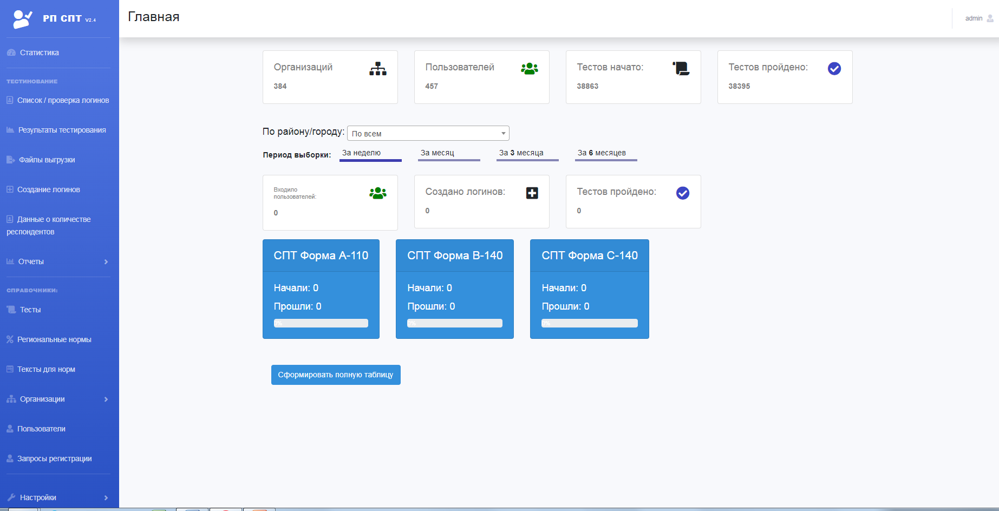 РП СПТ V2.4
Главная
admin
Статистика
ТЕСТИНОВАНИЕ
Список / проверка логинов
Результаты тестирования
Файлы выгрузки
Создание логинов
Данные о количестве
респондентов
Отчеты
СПРАВОЧНИКИ:
Тесты
Региональные нормы
Тексты для норм
Организации
Пользователи
Запросы регистрации
Настройки
Организаций
384
Пользователей
457
Тестов начато:
38863
Тестов пройдено:
38395
По району/городу: По всем
Период выборки: За неделю За месяц За 3 месяца За 6 месяцев
Входило
пользователей:
0
Создано логинов:
0
Тестов пройдено:
0
СПТ Форма А-110
Начали: 0
Прошли: 0
0%
СПТ Форма В-140
Начали: 0
Прошли: 0
0%
СПТ Форма С-140
Начали: 0
Прошли: 0
0%
Сформировать полную таблицу